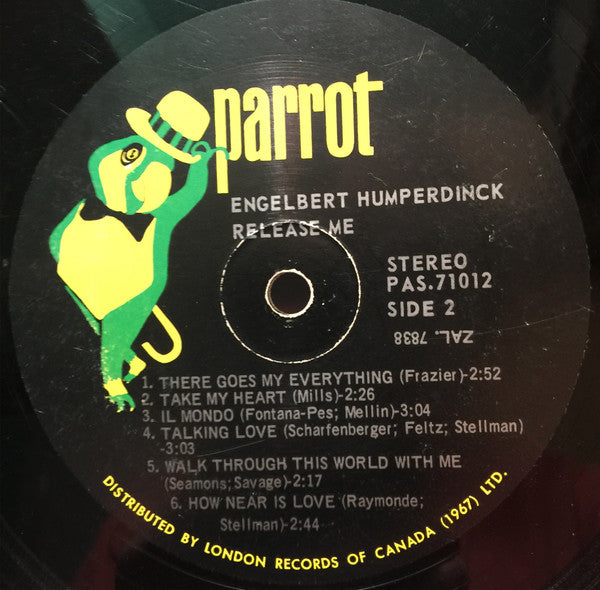 parrot
ENGELBERT HUMPERDINCK
RELEASE ME
STEREO
PAS.71012
SIDE 2
ZAL. 7838
1. THERE GOES MY EVERYTHING (Frazier)-2:52
2. TAKE MY HEART (Mills)-2:26
3. IL MONDO (Fontana-Pes; Mellin)-3:04
4. TALKING LOVE (Scharfenberger; Feltz; Stellman)
-3:03
5. WALK THROUGH THIS WORLD WITH ME
(Seamons; Savage)-2:17
6. HOW NEAR IS LOVE (Raymonde;
Stellman)-2:44
DISTRIBUTED BY LONDON RECORDS OF CANADA (1967) LTD.